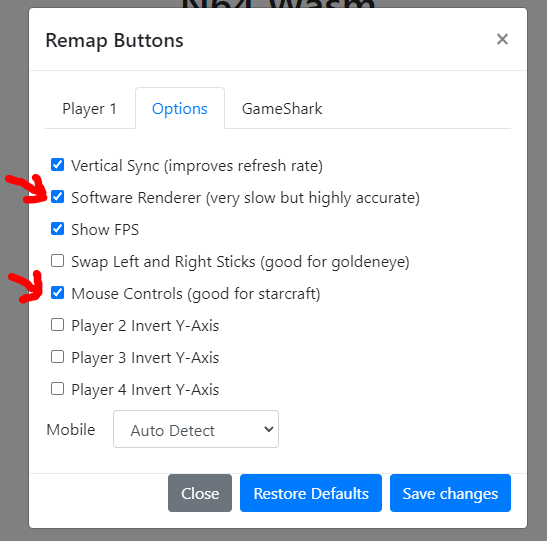 N64 Wasm
Remap Buttons ×
Player 1 Options GameShark
Vertical Sync (improves refresh rate)
Software Renderer (very slow but highly accurate)
Show FPS
Swap Left and Right Sticks (good for goldeneye)
Mouse Controls (good for starcraft)
Player 2 Invert Y-Axis
Player 3 Invert Y-Axis
Player 4 Invert Y-Axis
Mobile Auto Detect
Close Restore Defaults Save changes